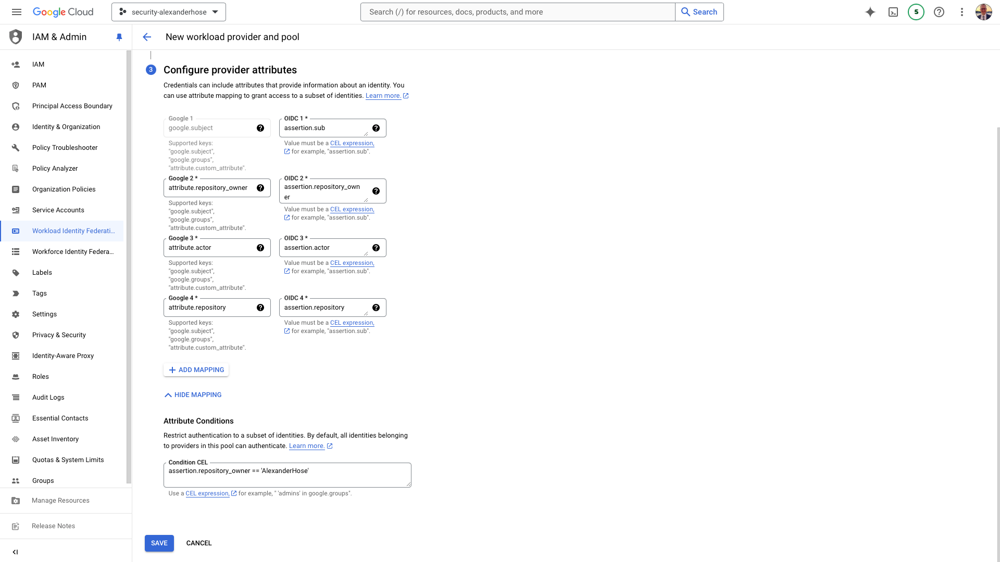 Google Cloud
security-alexanderhose
Search (/) for resources, docs, products, and more
Search
5
IAM & Admin
New workload provider and pool
IAM
PAM
Principal Access Boundary
Identity & Organization
Policy Troubleshooter
Policy Analyzer
Organization Policies
Service Accounts
Workload Identity Federati...
Workforce Identity Federa...
Labels
Tags
Settings
Privacy & Security
Identity-Aware Proxy
Roles
Audit Logs
Essential Contacts
Asset Inventory
Quotas & System Limits
Groups
Manage Resources
Release Notes
3
Configure provider attributes
Credentials can include attributes that provide information about an identity. You
can use attribute mapping to grant access to a subset of identities. Learn more.
Google 1
google.subject
Supported keys:
"google.subject",
"google.groups",
"attribute.custom_attribute".
OIDC 1 *
assertion.sub
Value must be a CEL expression,
for example, "assertion.sub".
Google 2 *
attribute.repository_owner
Supported keys:
"google.subject",
"google.groups",
"attribute.custom_attribute".
OIDC 2 *
assertion.repository_own
er
Value must be a CEL expression,
for example, "assertion.sub".
Google 3 *
attribute.actor
Supported keys:
"google.subject",
"google.groups",
"attribute.custom_attribute".
OIDC 3 *
assertion.actor
Value must be a CEL expression,
for example, "assertion.sub".
Google 4 *
attribute.repository
Supported keys:
"google.subject",
"google.groups",
"attribute.custom_attribute".
OIDC 4 *
assertion.repository
Value must be a CEL expression,
for example, "assertion.sub".
ADD MAPPING
HIDE MAPPING
Attribute Conditions
Restrict authentication to a subset of identities. By default, all identities belonging
to providers in this pool can authenticate. Learn more.
Condition CEL
assertion.repository_owner == 'AlexanderHose'
Use a CEL expression, for example, " 'admins' in google.groups".
SAVE
CANCEL